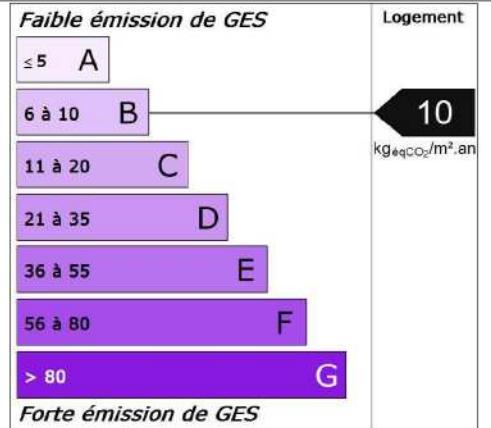 Faible émission de GES
Logement
≤ 5 A
6 à 10 B
10
kgéqCO₂/m².an
11 à 20 C
21 à 35 D
36 à 55 E
56 à 80 F
> 80 G
Forte émission de GES